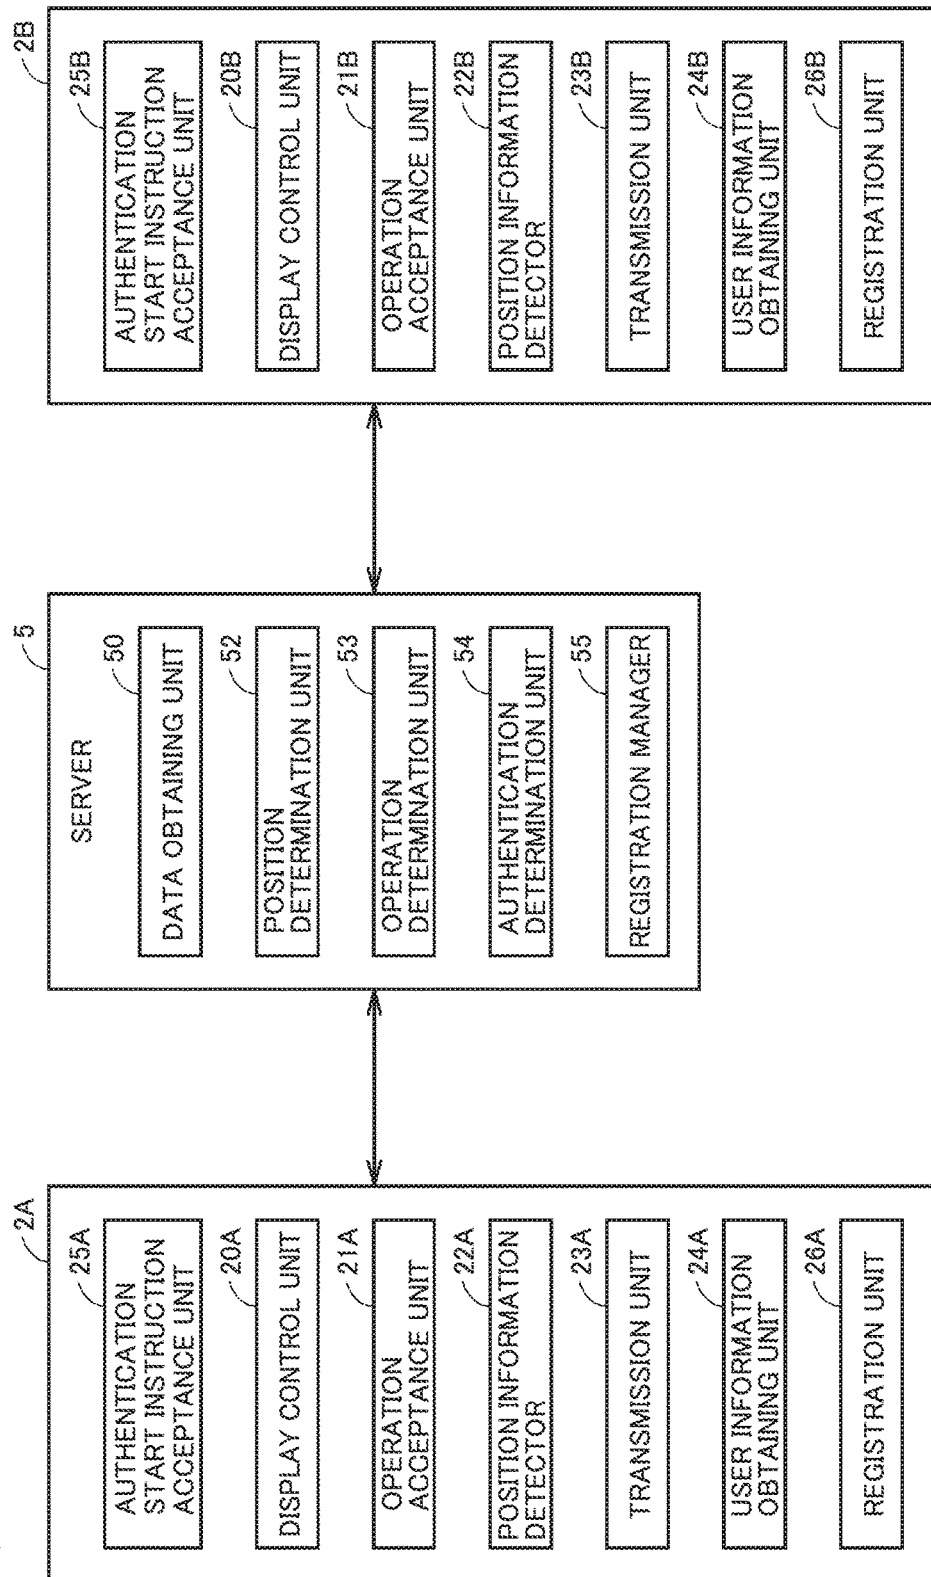 2A
25A
AUTHENTICATION
START INSTRUCTION
ACCEPTANCE UNIT
20A
DISPLAY CONTROL UNIT
21A
OPERATION
ACCEPTANCE UNIT
22A
POSITION INFORMATION
DETECTOR
23A
TRANSMISSION UNIT
24A
USER INFORMATION
OBTAINING UNIT
26A
REGISTRATION UNIT
5
SERVER
50
DATA OBTAINING UNIT
52
POSITION
DETERMINATION UNIT
53
OPERATION
DETERMINATION UNIT
54
AUTHENTICATION
DETERMINATION UNIT
55
REGISTRATION MANAGER
2B
25B
AUTHENTICATION
START INSTRUCTION
ACCEPTANCE UNIT
20B
DISPLAY CONTROL UNIT
21B
OPERATION
ACCEPTANCE UNIT
22B
POSITION INFORMATION
DETECTOR
23B
TRANSMISSION UNIT
24B
USER INFORMATION
OBTAINING UNIT
26B
REGISTRATION UNIT